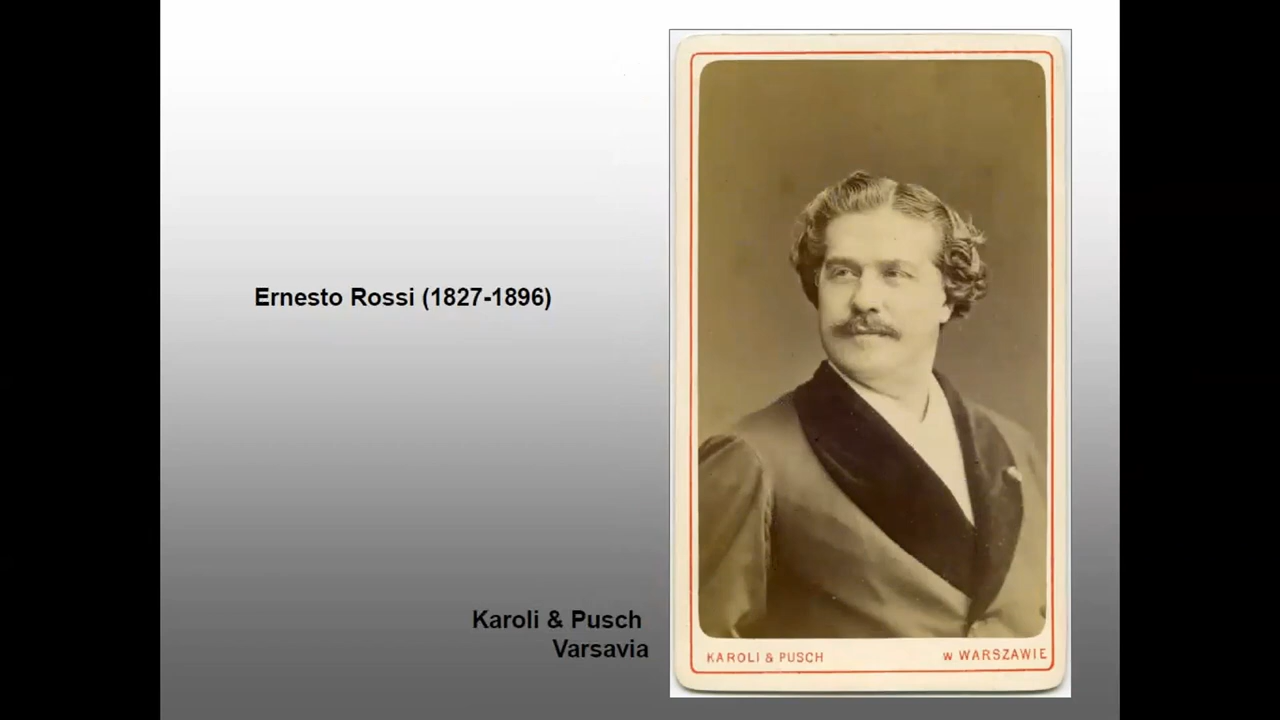 Ernesto Rossi (1827-1896)
Karoli & Pusch
Varsavia
KAROLI & PUSCH
W WARSZAWIE